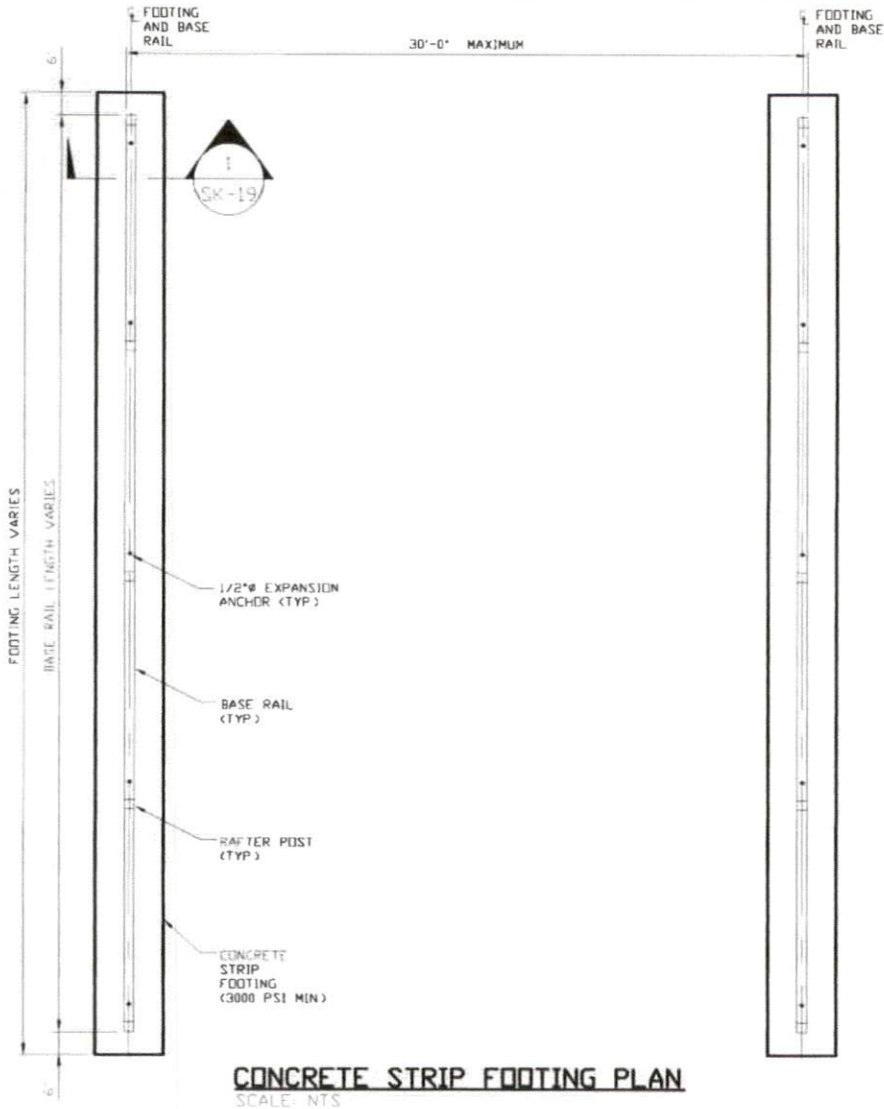 ℄ FOOTING
AND BASE
RAIL
℄ FOOTING
AND BASE
RAIL
30'-0" MAXIMUM
6"
1
SK-19
FOOTING LENGTH VARIES
BASE RAIL LENGTH VARIES
1/2"Ø EXPANSION
ANCHOR (TYP)
BASE RAIL
(TYP)
RAFTER POST
(TYP)
CONCRETE
STRIP
FOOTING
(3000 PSI MIN)
6"
CONCRETE STRIP FOOTING PLAN
SCALE: NTS